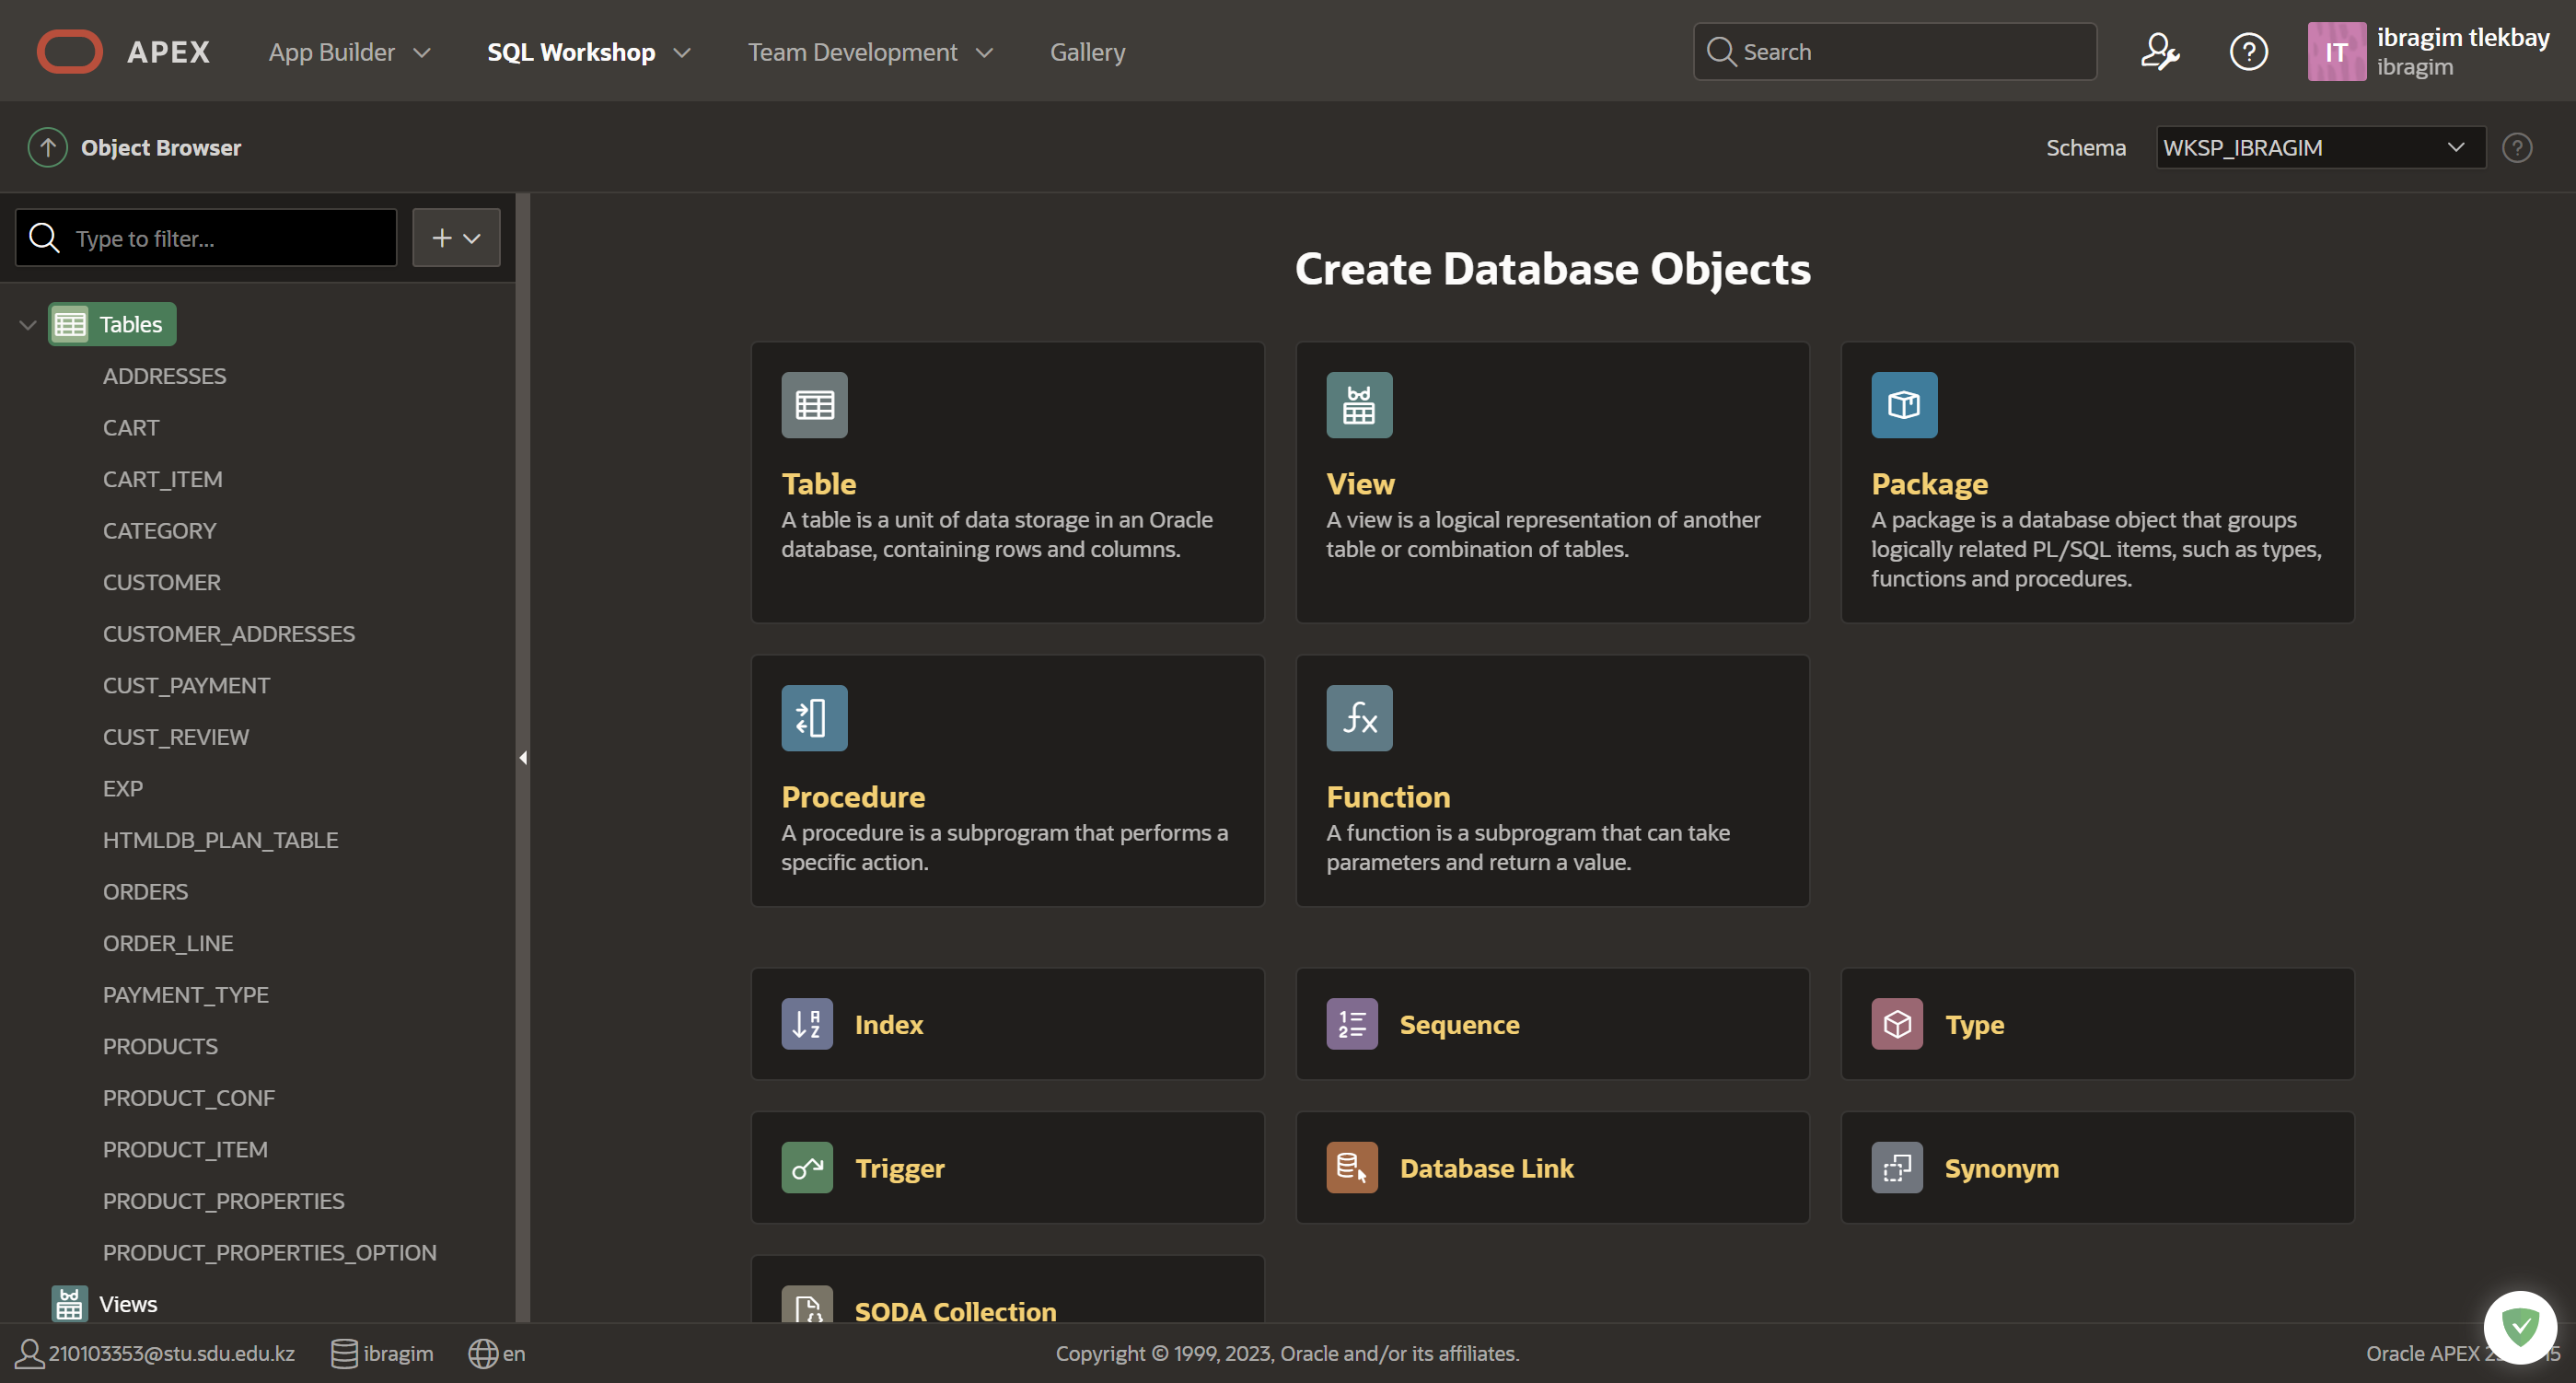 APEX
App Builder
SQL Workshop
Team Development
Gallery
Search
IT
ibragim tlekbay
ibragim
Object Browser
Schema
WKSP_IBRAGIM
Type to filter...
Tables
ADDRESSES
CART
CART_ITEM
CATEGORY
CUSTOMER
CUSTOMER_ADDRESSES
CUST_PAYMENT
CUST_REVIEW
EXP
HTMLDB_PLAN_TABLE
ORDERS
ORDER_LINE
PAYMENT_TYPE
PRODUCTS
PRODUCT_CONF
PRODUCT_ITEM
PRODUCT_PROPERTIES
PRODUCT_PROPERTIES_OPTION
Views
Create Database Objects
Table
A table is a unit of data storage in an Oracle
database, containing rows and columns.
View
A view is a logical representation of another
table or combination of tables.
Package
A package is a database object that groups
logically related PL/SQL items, such as types,
functions and procedures.
Procedure
A procedure is a subprogram that performs a
specific action.
Function
A function is a subprogram that can take
parameters and return a value.
Index
Sequence
Type
Trigger
Database Link
Synonym
SODA Collection
210103353@stu.sdu.edu.kz
ibragim
en
Copyright © 1999, 2023, Oracle and/or its affiliates.
Oracle APEX